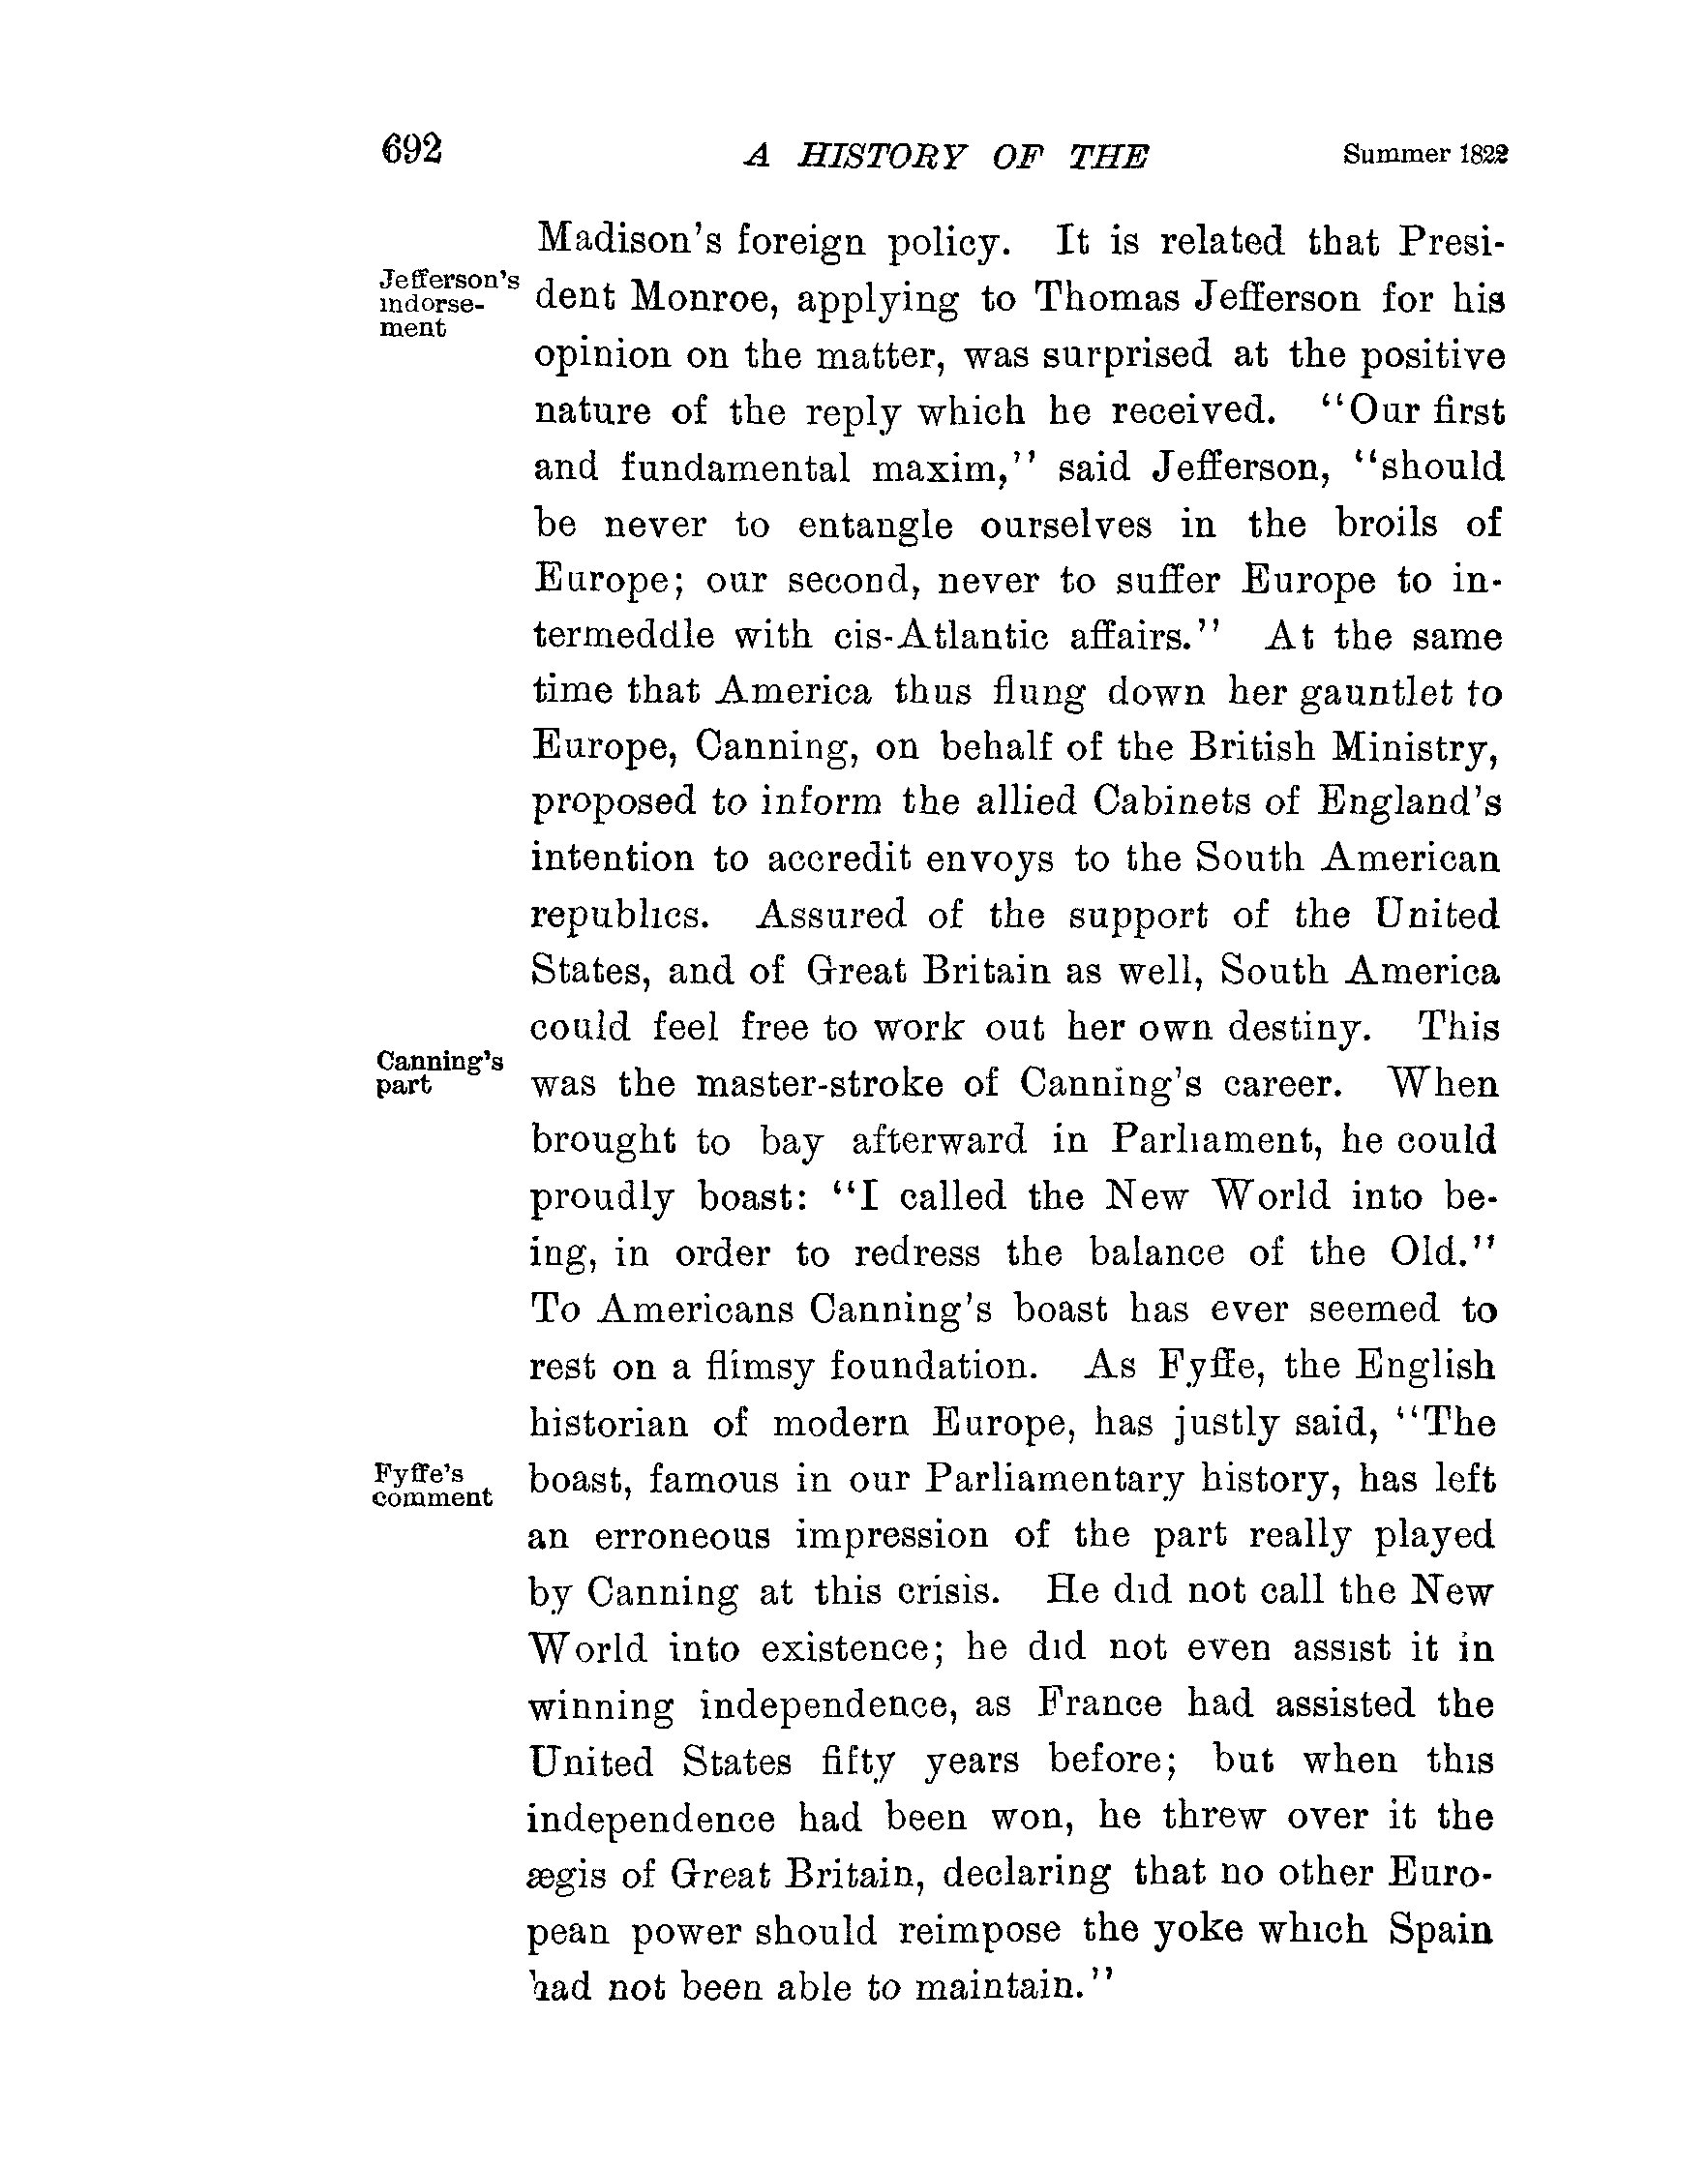 692 A HISTORY OF THE Summer 1822
Madison's foreign policy. It is related that Presi-
Jefferson's
indorse-
ment
dent Monroe, applying to Thomas Jefferson for his
opinion on the matter, was surprised at the positive
nature of the reply which he received. "Our first
and fundamental maxim," said Jefferson, "should
be never to entangle ourselves in the broils of
Europe; our second, never to suffer Europe to in-
termeddle with cis-Atlantic affairs." At the same
time that America thus flung down her gauntlet to
Europe, Canning, on behalf of the British Ministry,
proposed to inform the allied Cabinets of England's
intention to accredit envoys to the South American
republics. Assured of the support of the United
States, and of Great Britain as well, South America
could feel free to work out her own destiny. This
Canning's
part
was the master-stroke of Canning's career. When
brought to bay afterward in Parliament, he could
proudly boast: "I called the New World into be-
ing, in order to redress the balance of the Old."
To Americans Canning's boast has ever seemed to
rest on a flimsy foundation. As Fyffe, the English
historian of modern Europe, has justly said, "The
Fyffe's
comment
boast, famous in our Parliamentary history, has left
an erroneous impression of the part really played
by Canning at this crisis. He did not call the New
World into existence; he did not even assist it in
winning independence, as France had assisted the
United States fifty years before; but when this
independence had been won, he threw over it the
ægis of Great Britain, declaring that no other Euro-
pean power should reimpose the yoke which Spain
had not been able to maintain."